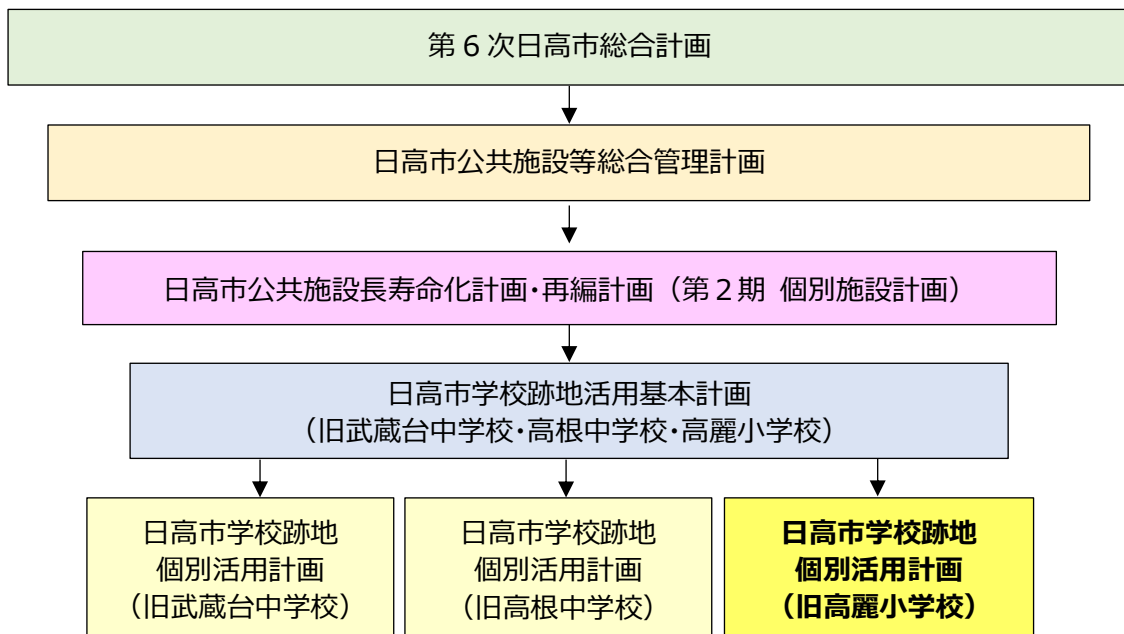 第6次日高市総合計画
日高市公共施設等総合管理計画
日高市公共施設長寿命化計画・再編計画（第２期 個別施設計画）
日高市学校跡地活用基本計画
（旧武蔵台中学校・高根中学校・高麗小学校）
日高市学校跡地
個別活用計画
（旧武蔵台中学校）
日高市学校跡地
個別活用計画
（旧高根中学校）
日高市学校跡地
個別活用計画
（旧高麗小学校）